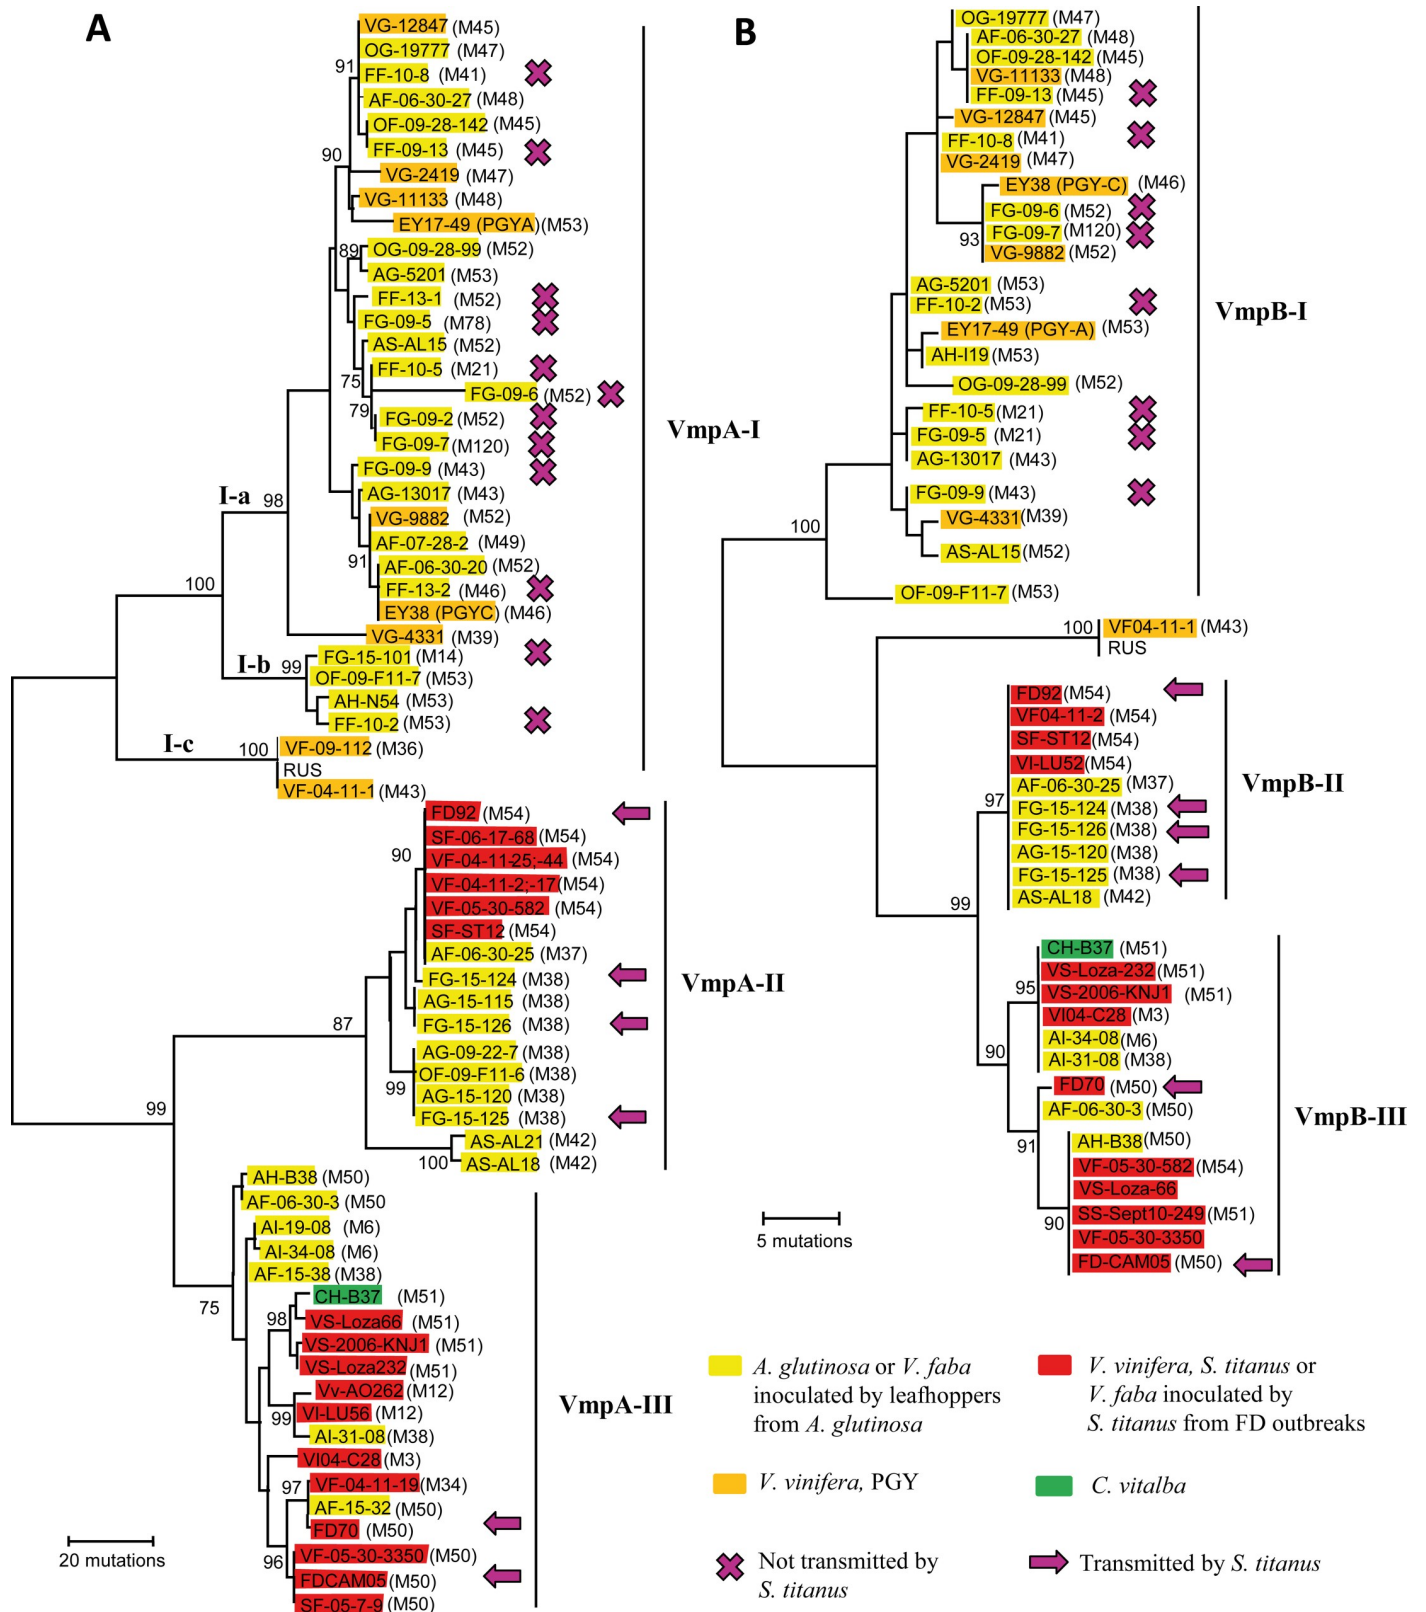 A
VG-12847 (M45)
OG-19777 (M47)
91
FF-10-8 (M41)
AF-06-30-27 (M48)
OF-09-28-142 (M45)
FF-09-13 (M45)
90
VG-2419 (M47)
VG-11133 (M48)
EY17-49 (PGYA) (M53)
89
OG-09-28-99 (M52)
AG-5201 (M53)
FF-13-1 (M52)
FG-09-5 (M78)
AS-AL15 (M52)
FF-10-5 (M21)
75
FG-09-6 (M52)
79
FG-09-2 (M52)
FG-09-7 (M120)
VmpA-I
FG-09-9 (M43)
I-a
98
AG-13017 (M43)
VG-9882 (M52)
AF-07-28-2 (M49)
91
AF-06-30-20 (M52)
FF-13-2 (M46)
EY38 (PGYC) (M46)
100
VG-4331 (M39)
I-b
99
FG-15-101 (M14)
OF-09-F11-7 (M53)
AH-N54 (M53)
FF-10-2 (M53)
I-c
100
VF-09-112 (M36)
RUS
VF-04-11-1 (M43)
FD92 (M54)
SF-06-17-68 (M54)
90
VF-04-11-25;-44 (M54)
VF-04-11-2;-17 (M54)
VF-05-30-582 (M54)
SF-ST12 (M54)
AF-06-30-25 (M37)
FG-15-124 (M38)
VmpA-II
AG-15-115 (M38)
87
FG-15-126 (M38)
AG-09-22-7 (M38)
OF-09-F11-6 (M38)
99
AG-15-120 (M38)
FG-15-125 (M38)
99
AS-AL21 (M42)
100
AS-AL18 (M42)
AH-B38 (M50)
AF-06-30-3 (M50
AI-19-08 (M6)
AI-34-08 (M6)
AF-15-38 (M38)
75
CH-B37 (M51)
98
VS-Loza66 (M51)
VS-2006-KNJ1 (M51)
VS-Loza232 (M51)
Vv-AO262 (M12)
VmpA-III
99
VI-LU56 (M12)
AI-31-08 (M38)
VI04-C28 (M3)
97
VF-04-11-19 (M34)
AF-15-32 (M50)
FD70 (M50)
96
VF-05-30-3350 (M50)
FDCAM05 (M50)
SF-05-7-9 (M50)
20 mutations
B
OG-19777 (M47)
AF-06-30-27 (M48)
OF-09-28-142 (M45)
VG-11133 (M48)
FF-09-13 (M45)
VG-12847 (M45)
FF-10-8 (M41)
VG-2419 (M47)
EY38 (PGY-C) (M46)
FG-09-6 (M52)
93
FG-09-7 (M120)
VG-9882 (M52)
AG-5201 (M53)
FF-10-2 (M53)
VmpB-I
EY17-49 (PGY-A) (M53)
AH-I19 (M53)
OG-09-28-99 (M52)
FF-10-5 (M21)
FG-09-5 (M21)
AG-13017 (M43)
FG-09-9 (M43)
100
VG-4331 (M39)
AS-AL15 (M52)
OF-09-F11-7 (M53)
100
VF04-11-1 (M43)
RUS
FD92 (M54)
VF04-11-2 (M54)
SF-ST12 (M54)
VI-LU52 (M54)
AF-06-30-25 (M37)
VmpB-II
97
FG-15-124 (M38)
FG-15-126 (M38)
AG-15-120 (M38)
FG-15-125 (M38)
AS-AL18 (M42)
99
CH-B37 (M51)
VS-Loza-232 (M51)
95
VS-2006-KNJ1 (M51)
VI04-C28 (M3)
AI-34-08 (M6)
90
AI-31-08 (M38)
FD70 (M50)
AF-06-30-3 (M50)
VmpB-III
91
AH-B38 (M50)
VF-05-30-582 (M54)
VS-Loza-66
90
SS-Sept10-249 (M51)
VF-05-30-3350
FD-CAM05 (M50)
5 mutations
A. glutinosa or V. faba
inoculated by leafhoppers
from A. glutinosa
V. vinifera, S. titanus or
V. faba inoculated by
S. titanus from FD outbreaks
V. vinifera, PGY
C. vitalba
Not transmitted by
S. titanus
Transmitted by S. titanus